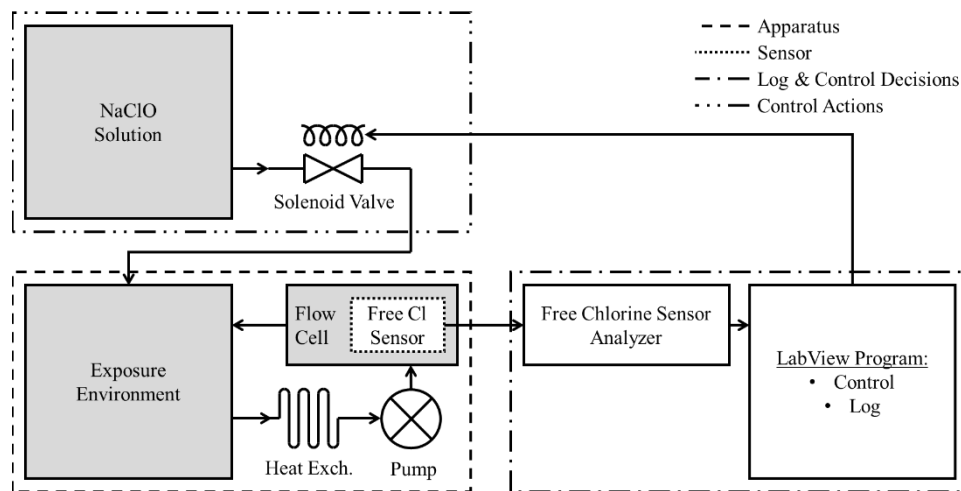 NaClO
Solution
Solenoid Valve
Apparatus
Sensor
Log & Control Decisions
Control Actions
Exposure
Environment
Flow
Cell
Free Cl
Sensor
Heat Exch.
Pump
Free Chlorine Sensor
Analyzer
LabView Program:
• Control
• Log